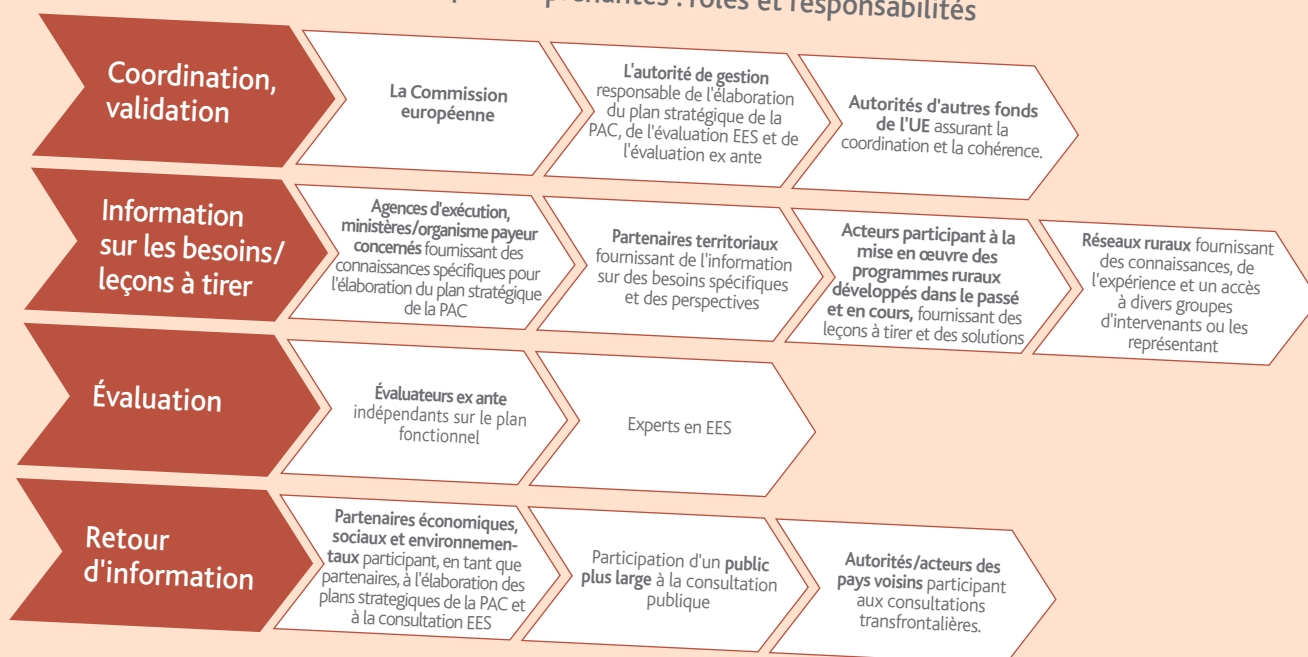 prenantes : rôles et responsabilités
Coordination,
validation
La Commission
européenne
L'autorité de gestion
responsable de l'élaboration
du plan stratégique de la
PAC, de l'évaluation EES et de
l'évaluation ex ante
Autorités d'autres fonds
de l'UE assurant la
coordination et la cohérence.
Information
sur les besoins/
leçons à tirer
Agences d'exécution,
ministères/organisme payeur
concernés fournissant des
connaissances spécifiques pour
l'élaboration du plan stratégique
de la PAC
Partenaires territoriaux
fournissant de l'information
sur des besoins spécifiques
et des perspectives
Acteurs participant à la
mise en œuvre des
programmes ruraux
développés dans le passé
et en cours, fournissant des
leçons à tirer et des solutions
Réseaux ruraux fournissant
des connaissances, de
l'expérience et un accès
à divers groupes
d'intervenants ou les
représentant
Évaluation
Évaluateurs ex ante
indépendants sur le plan
fonctionnel
Experts en EES
Retour
d'information
Partenaires économiques,
sociaux et environnemen-
taux participant, en tant que
partenaires, à l'élaboration des
plans strategiques de la PAC et
à la consultation EES
Participation d'un public
plus large à la consultation
publique
Autorités/acteurs des
pays voisins participant
aux consultations
transfrontalières.